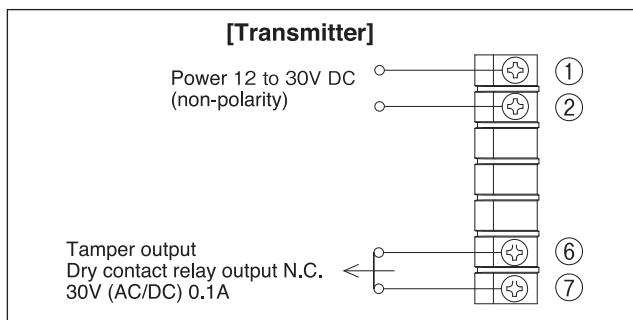 [Transmitter]
Power 12 to 30V DC
(non-polarity)
①
②
Tamper output
Dry contact relay output N.C.
30V (AC/DC) 0.1A
⑥
⑦